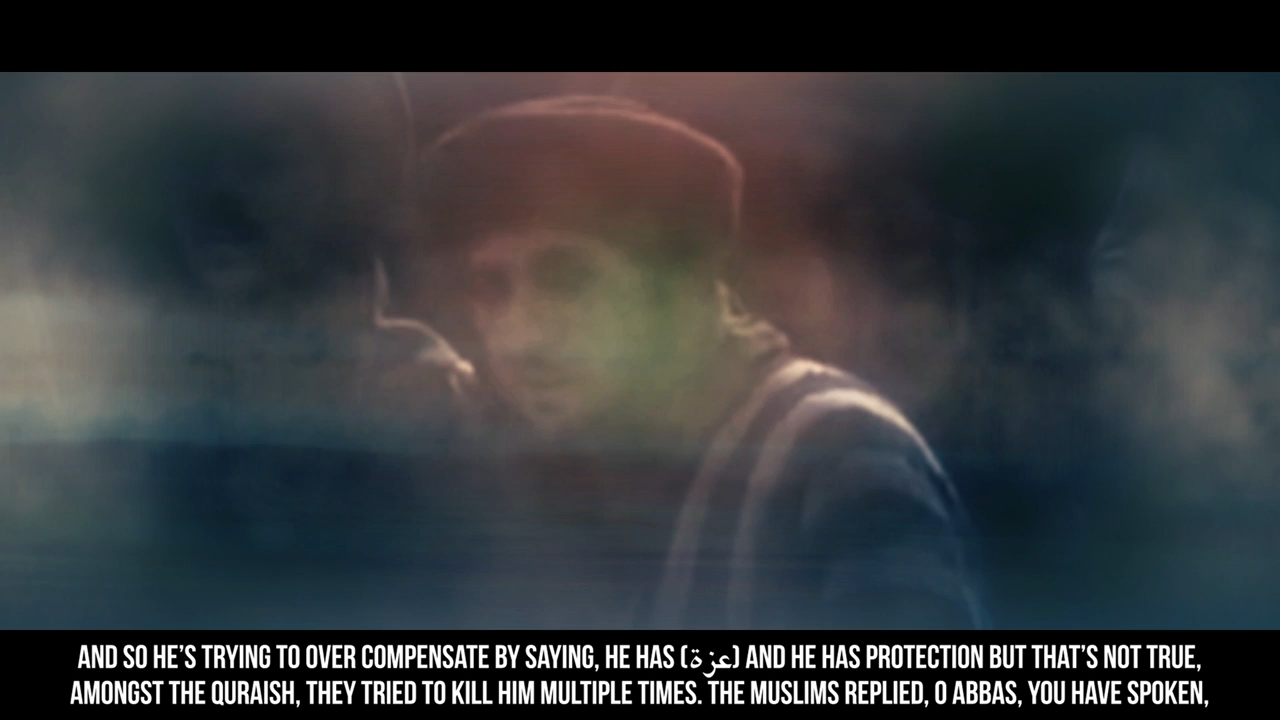 AND SO HE'S TRYING TO OVER COMPENSATE BY SAYING, HE HAS (عزة) AND HE HAS PROTECTION BUT THAT'S NOT TRUE,
AMONGST THE QURAISH, THEY TRIED TO KILL HIM MULTIPLE TIMES. THE MUSLIMS REPLIED, O ABBAS, YOU HAVE SPOKEN,